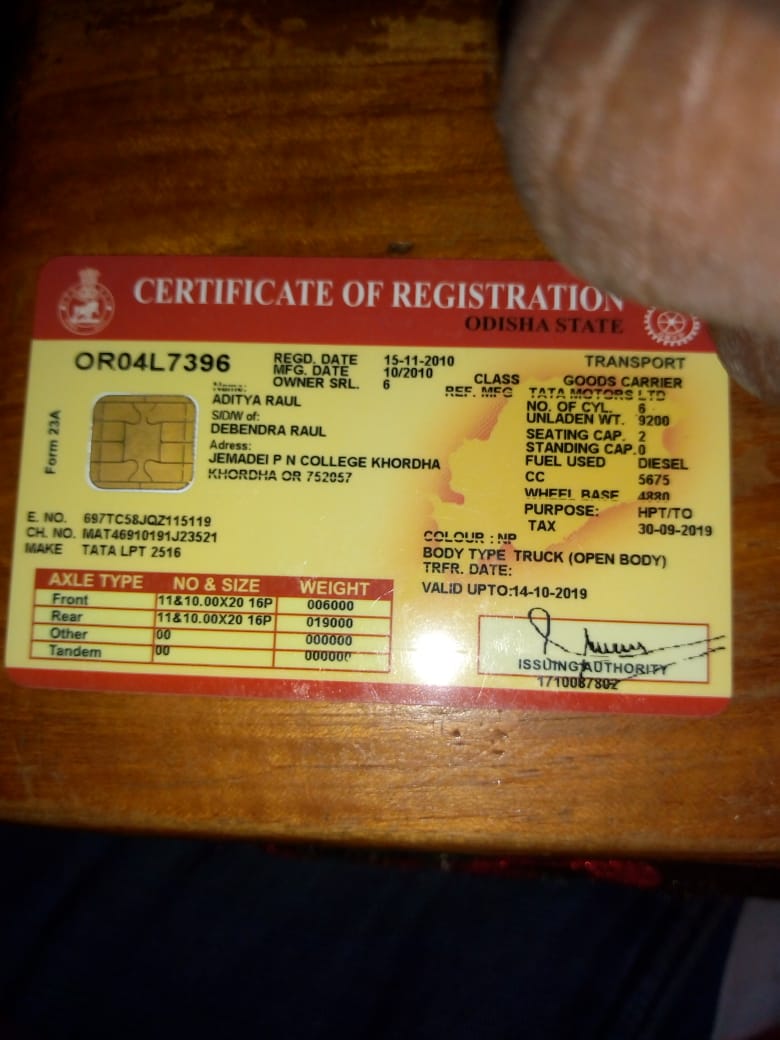 CERTIFICATE OF REGISTRATION
ODISHA STATE
OR04L7396
REGD. DATE 15-11-2010
MFG. DATE 10/2010
OWNER SRL. 6
TRANSPORT
CLASS GOODS CARRIER
REF. MFG TATA MOTORS LTD
NO. OF CYL. 6
UNLADEN WT. 9200
SEATING CAP. 2
STANDING CAP. 0
FUEL USED DIESEL
CC 5675
WHEEL BASE 4880
PURPOSE: HPT/TO
TAX 30-09-2019
Form 23A
Name:
ADITYA RAUL
S/D/W of:
DEBENDRA RAUL
Adress:
JEMADEI P N COLLEGE KHORDHA
KHORDHA OR 752057
E. NO. 697TC58JQZ115119
CH. NO. MAT46910191J23521
MAKE TATA LPT 2516
COLOUR : NP
BODY TYPE TRUCK (OPEN BODY)
TRFR. DATE:
VALID UPTO:14-10-2019
AXLE TYPE NO & SIZE WEIGHT
Front 11&10.00X20 16P 006000
Rear 11&10.00X20 16P 019000
Other 00 000000
Tandem 00 000000
ISSUING AUTHORITY
1710087802